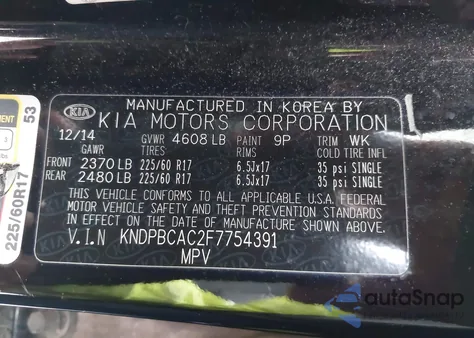 MANUFACTURED IN KOREA BY
KIA KIA MOTORS CORPORATION
12/14 GVWR 4608 LB PAINT 9P TRIM WK
GAWR TIRES RIMS COLD TIRE INFL
FRONT 2370 LB 225/60 R17 6.5Jx17 35 psi SINGLE
REAR 2480 LB 225/60 R17 6.5Jx17 35 psi SINGLE
THIS VEHICLE CONFORMS TO ALL APPLICABLE U.S.A. FEDERAL
MOTOR VEHICLE SAFETY AND THEFT PREVENTION STANDARDS
IN EFFECT ON THE DATE OF MANUFACTURE SHOWN ABOVE.
V.I.N KNDPBCAC2F7754391
MPV
53
225/60R17
autoSnap